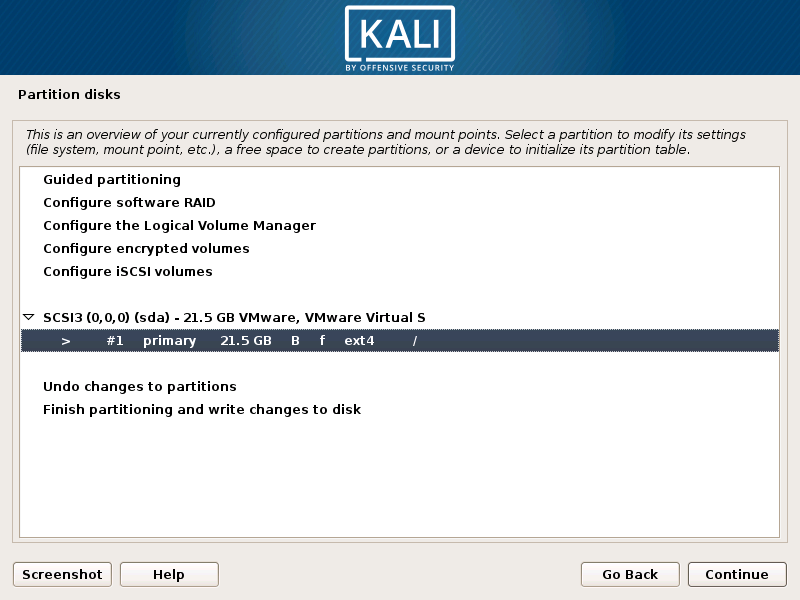 KALI
BY OFFENSIVE SECURITY
Partition disks
This is an overview of your currently configured partitions and mount points. Select a partition to modify its settings
(file system, mount point, etc.), a free space to create partitions, or a device to initialize its partition table.
Guided partitioning
Configure software RAID
Configure the Logical Volume Manager
Configure encrypted volumes
Configure iSCSI volumes
SCSI3 (0,0,0) (sda) - 21.5 GB VMware, VMware Virtual S
> #1 primary 21.5 GB B f ext4 /
Undo changes to partitions
Finish partitioning and write changes to disk
Screenshot Help Go Back Continue